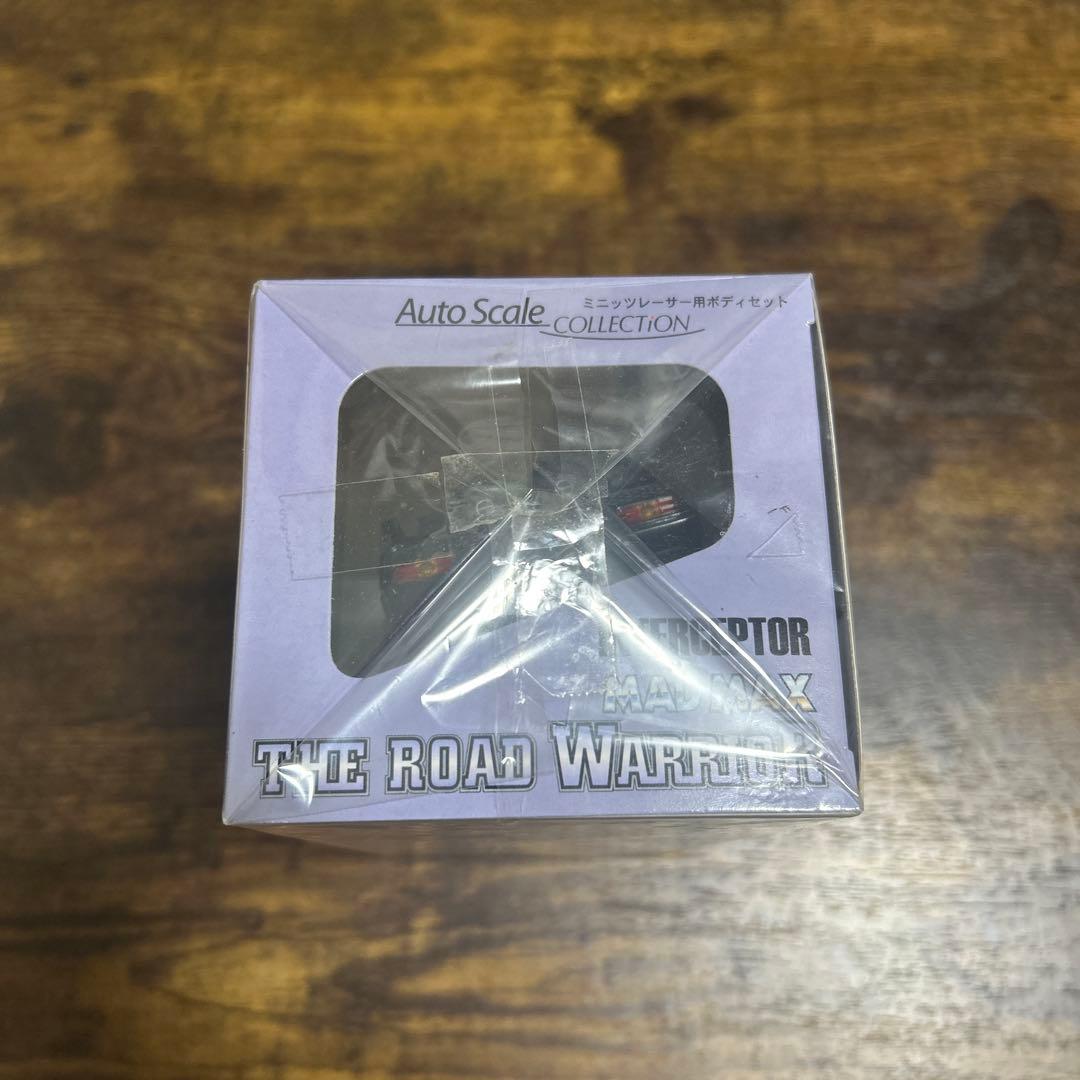 Auto Scale COLLECTiON
ミニッツレーサー用ボディセット
INTERCEPTOR
MAD MAX
THE ROAD WARRIOR